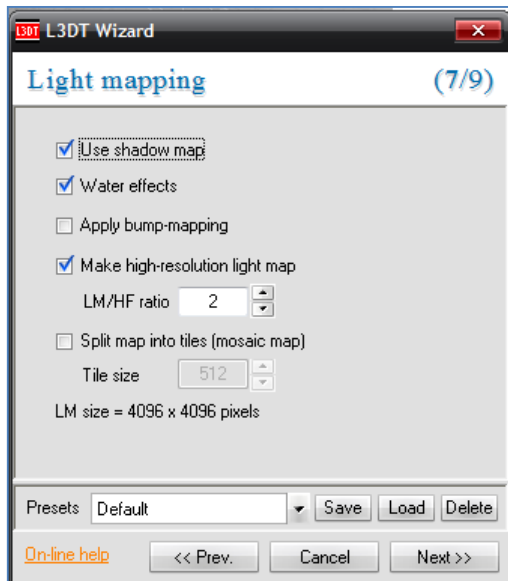 L3DT L3DT Wizard
Light mapping (7/9)
Use shadow map
Water effects
Apply bump-mapping
Make high-resolution light map
LM/HF ratio 2
Split map into tiles (mosaic map)
Tile size 512
LM size = 4096 x 4096 pixels
Presets Default Save Load Delete
On-line help << Prev. Cancel Next >>